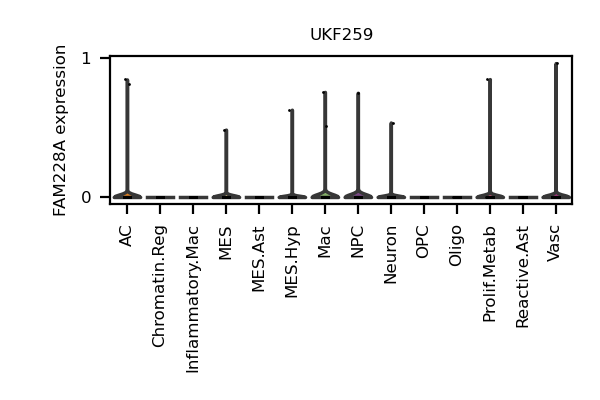 UKF259
FAM228A expression
1
0
AC
Chromatin.Reg
Inflammatory.Mac
MES
MES.Ast
MES.Hyp
Mac
NPC
Neuron
OPC
Oligo
Prolif.Metab
Reactive.Ast
Vasc